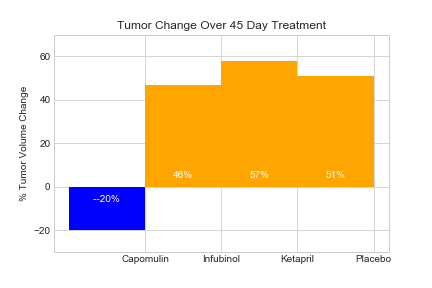 Tumor Change Over 45 Day Treatment
% Tumor Volume Change
60
40
20
0
−20
--20%
46%
57%
51%
Capomulin
Infubinol
Ketapril
Placebo